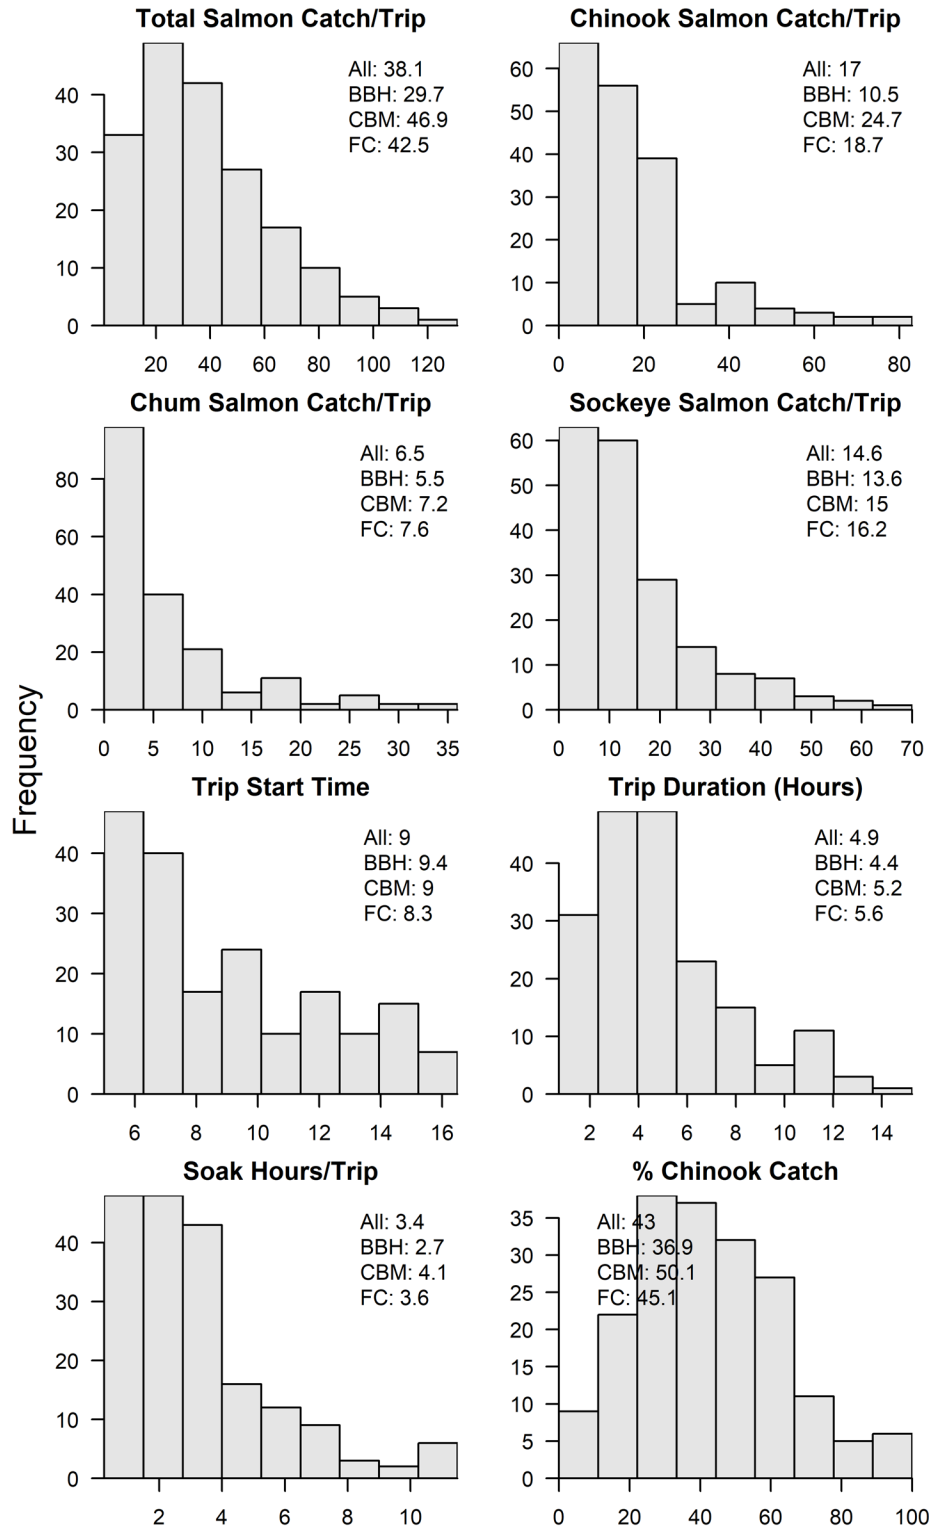 Total Salmon Catch/Trip
All: 38.1
BBH: 29.7
CBM: 46.9
FC: 42.5
40
30
20
10
0
20 40 60 80 100 120
Chinook Salmon Catch/Trip
All: 17
BBH: 10.5
CBM: 24.7
FC: 18.7
60
50
40
30
20
10
0
0 20 40 60 80
Chum Salmon Catch/Trip
All: 6.5
BBH: 5.5
CBM: 7.2
FC: 7.6
80
60
40
20
0
0 5 10 15 20 25 30 35
Sockeye Salmon Catch/Trip
All: 14.6
BBH: 13.6
CBM: 15
FC: 16.2
60
50
40
30
20
10
0
0 10 20 30 40 50 60 70
Frequency
Trip Start Time
All: 9
BBH: 9.4
CBM: 9
FC: 8.3
40
30
20
10
0
6 8 10 12 14 16
Trip Duration (Hours)
All: 4.9
BBH: 4.4
CBM: 5.2
FC: 5.6
40
30
20
10
0
2 4 6 8 10 12 14
Soak Hours/Trip
All: 3.4
BBH: 2.7
CBM: 4.1
FC: 3.6
40
30
20
10
0
2 4 6 8 10
% Chinook Catch
All: 43
BBH: 36.9
CBM: 50.1
FC: 45.1
35
30
25
20
15
10
5
0
0 20 40 60 80 100